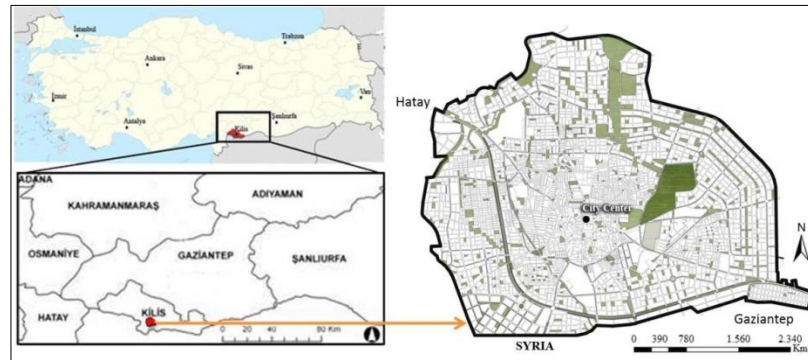 İstanbul
Trabzon
Ankara
Sivas
İzmir
Van
Antalya
Kilis
Şanlıurfa
ADANA
KAHRAMANMARAŞ
ADIYAMAN
OSMANİYE
GAZİANTEP
ŞANLIURFA
HATAY
KİLİS
0 20 40 80 Km
Hatay
City Center
N
Gaziantep
SYRIA
0 390 780 1.560 2.340
Km